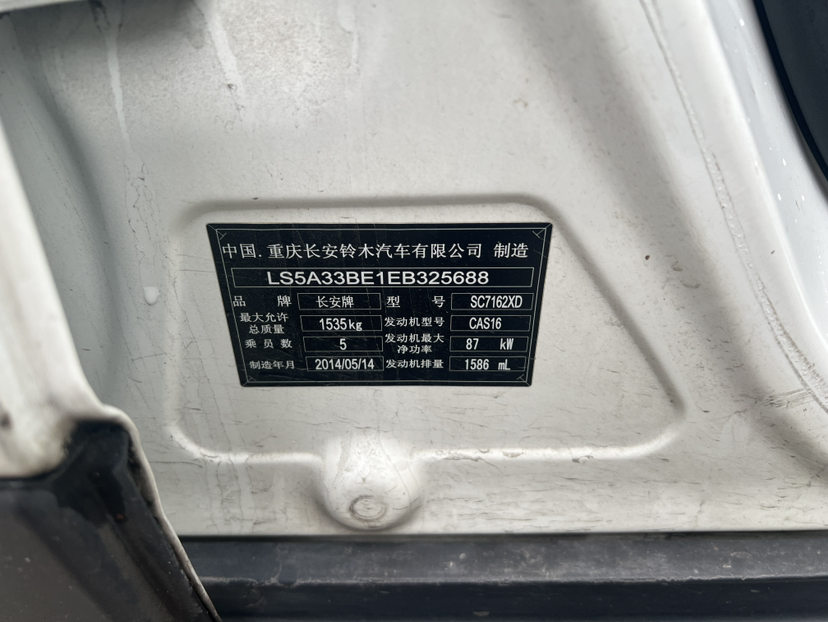 中国.重庆长安铃木汽车有限公司 制造
LS5A33BE1EB325688
品 牌 长安牌 型 号 SC7162XD
最大允许总质量 1535kg 发动机型号 CAS16
乘员数 5 发动机最大净功率 87 kW
制造年月 2014/05/14 发动机排量 1586 mL